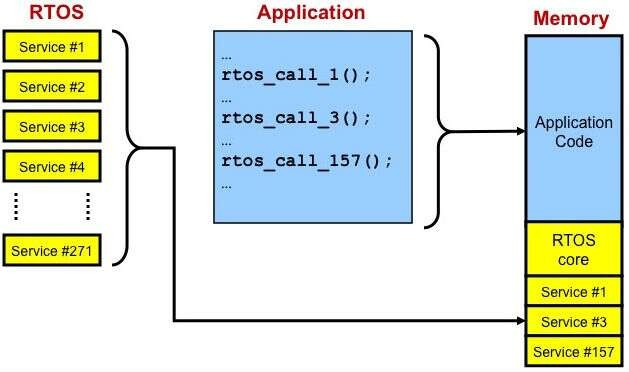 RTOS
Service #1
Service #2
Service #3
Service #4
Service #271
Application
...
rtos_call_1();
...
rtos_call_3();
...
rtos_call_157();
...
Memory
Application
Code
RTOS
core
Service #1
Service #3
Service #157